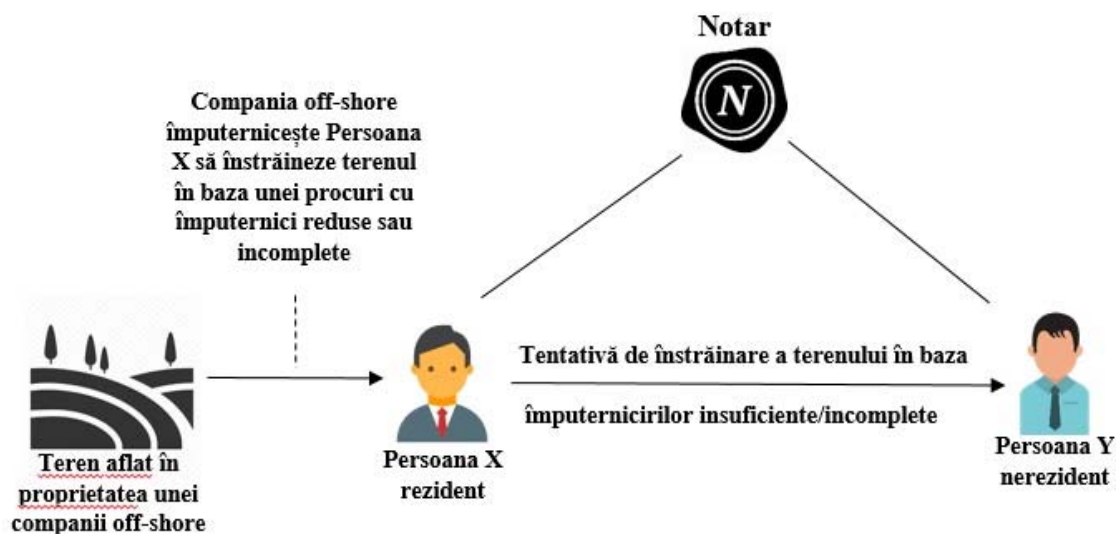 Notar
N
Compania off-shore
împuternicește Persoana
X să înstrăineze terenul
în baza unei procuri cu
împuternici reduse sau
incomplete
Tentativă de înstrăinare a terenului în baza
împuternicirilor insuficiente/incomplete
Teren aflat în
proprietatea unei
companii off-shore
Persoana X
rezident
Persoana Y
nerezident